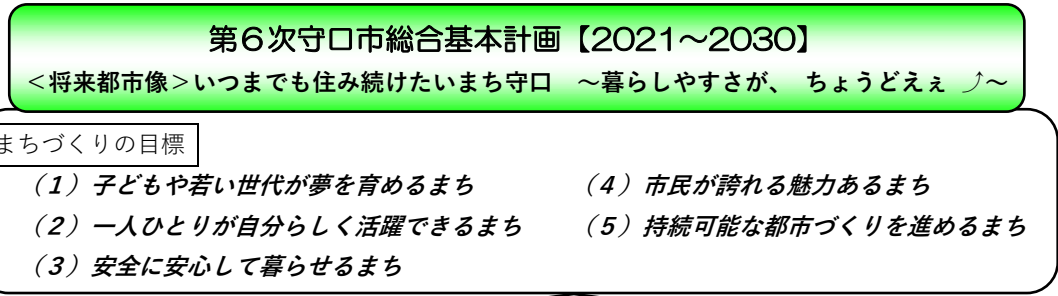 第6次守口市総合基本計画【2021～2030】
＜将来都市像＞いつまでも住み続けたいまち守口　～暮らしやすさが、 ちょうどえぇ ⤴～
まちづくりの目標
（1）子どもや若い世代が夢を育めるまち
（2）一人ひとりが自分らしく活躍できるまち
（3）安全に安心して暮らせるまち
（4）市民が誇れる魅力あるまち
（5）持続可能な都市づくりを進めるまち